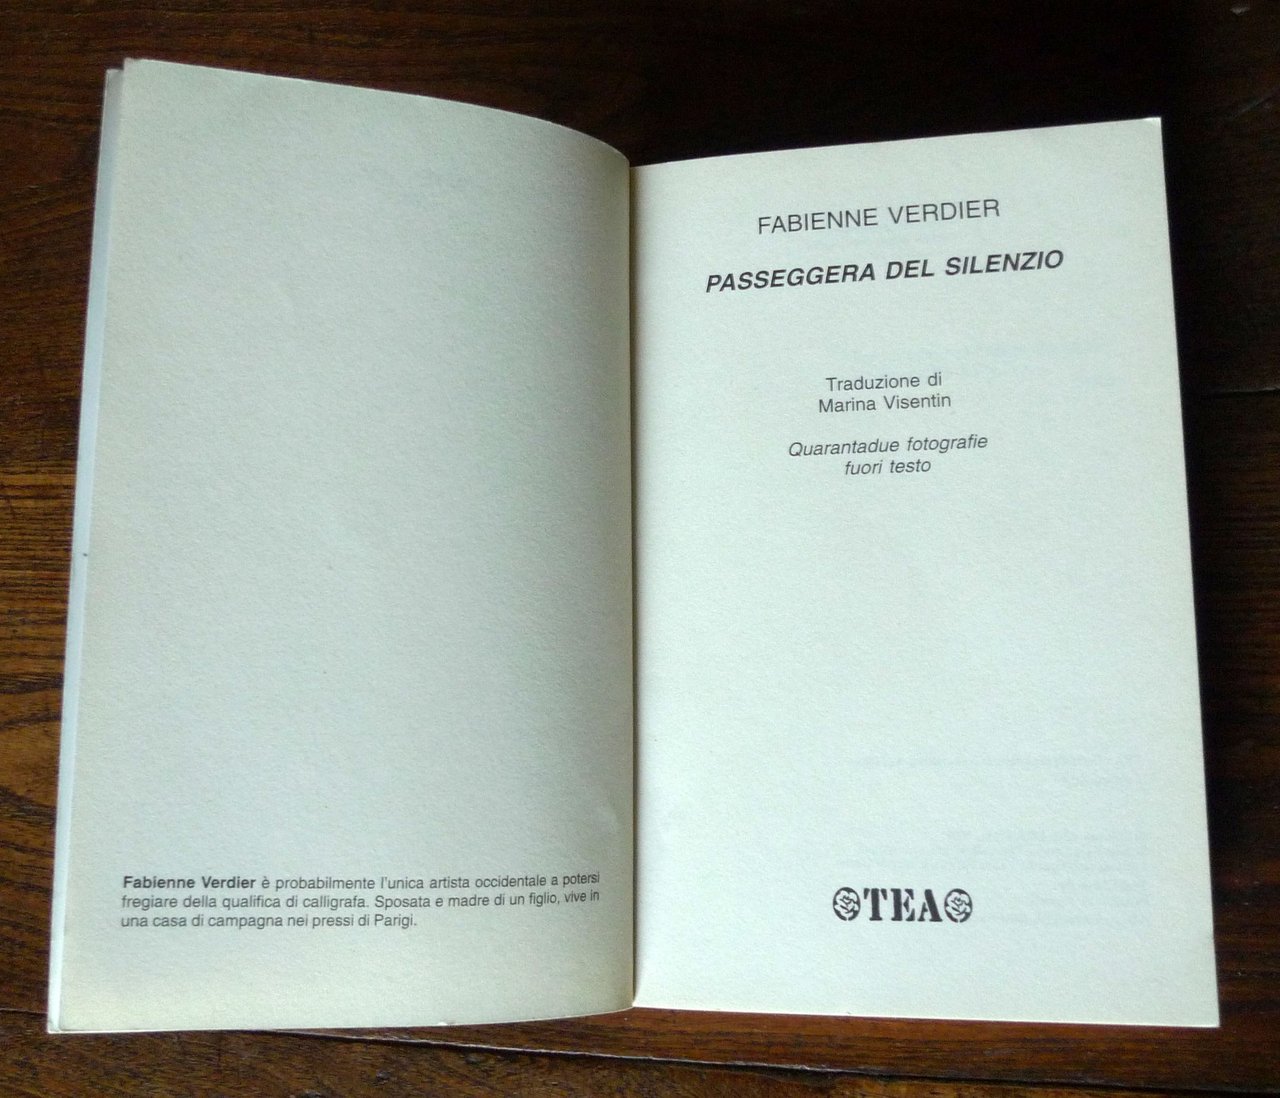 Fabienne Verdier è probabilmente l'unica artista occidentale a potersi
fregiare della qualifica di calligrafa. Sposata e madre di un figlio, vive in
una casa di campagna nei pressi di Parigi.
FABIENNE VERDIER
PASSEGGERA DEL SILENZIO
Traduzione di
Marina Visentin
Quarantadue fotografie
fuori testo
TEA